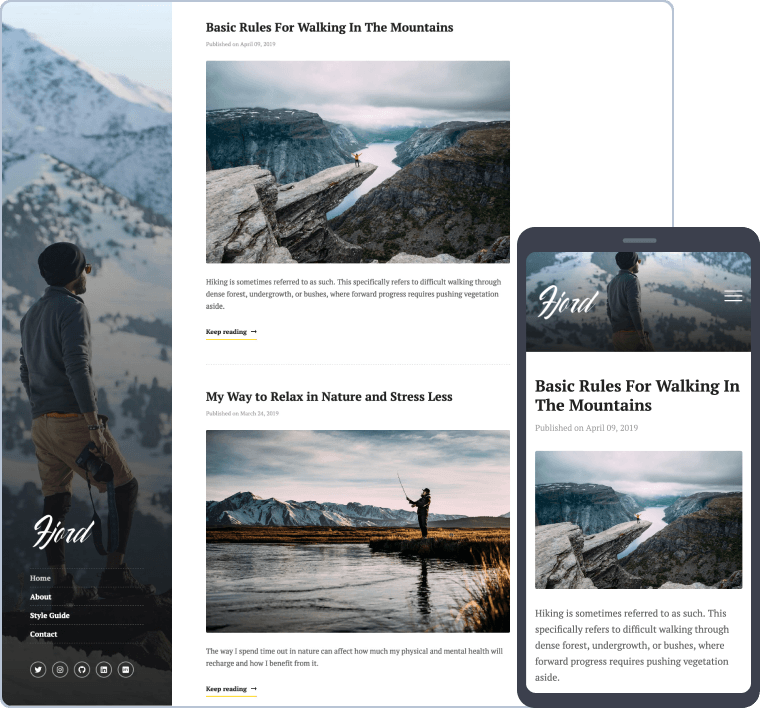 Fjord
Home
About
Style Guide
Contact
Basic Rules For Walking In The Mountains
Published on April 09, 2019
Hiking is sometimes referred to as such. This specifically refers to difficult walking through
dense forest, undergrowth, or bushes, where forward progress requires pushing vegetation
aside.
Keep reading →
My Way to Relax in Nature and Stress Less
Published on March 24, 2019
The way I spend time out in nature can affect how much my physical and mental health will
recharge and how I benefit from it.
Keep reading →
Fjord
Basic Rules For Walking In
The Mountains
Published on April 09, 2019
Hiking is sometimes referred to as such. This
specifically refers to difficult walking through
dense forest, undergrowth, or bushes, where
forward progress requires pushing vegetation
aside.